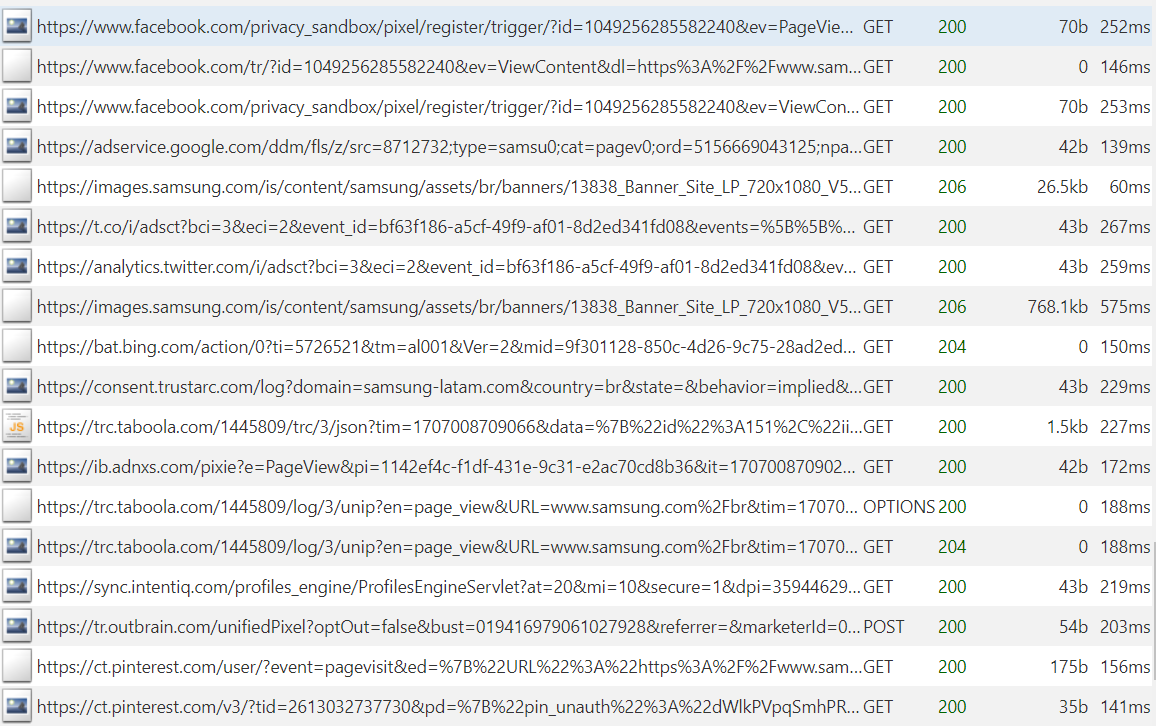 https://www.facebook.com/privacy_sandbox/pixel/register/trigger/?id=1049256285582240&ev=PageVie... GET 200 70b 252ms
https://www.facebook.com/tr/?id=1049256285582240&ev=ViewContent&dl=https%3A%2F%2Fwww.sam... GET 200 0 146ms
https://www.facebook.com/privacy_sandbox/pixel/register/trigger/?id=1049256285582240&ev=ViewCon... GET 200 70b 253ms
https://adservice.google.com/ddm/fls/z/src=8712732;type=samsu0;cat=pagev0;ord=5156669043125;npa... GET 200 42b 139ms
https://images.samsung.com/is/content/samsung/assets/br/banners/13838_Banner_Site_LP_720x1080_V5... GET 206 26.5kb 60ms
https://t.co/i/adsct?bci=3&eci=2&event_id=bf63f186-a5cf-49f9-af01-8d2ed341fd08&events=%5B%5B%... GET 200 43b 267ms
https://analytics.twitter.com/i/adsct?bci=3&eci=2&event_id=bf63f186-a5cf-49f9-af01-8d2ed341fd08&ev... GET 200 43b 259ms
https://images.samsung.com/is/content/samsung/assets/br/banners/13838_Banner_Site_LP_720x1080_V5... GET 206 768.1kb 575ms
https://bat.bing.com/action/0?ti=5726521&tm=al001&Ver=2&mid=9f301128-850c-4d26-9c75-28ad2ed... GET 204 0 150ms
https://consent.trustarc.com/log?domain=samsung-latam.com&country=br&state=&behavior=implied&... GET 200 43b 229ms
JS https://trc.taboola.com/1445809/trc/3/json?tim=1707008709066&data=%7B%22id%22%3A151%2C%22ii... GET 200 1.5kb 227ms
https://ib.adnxs.com/pixie?e=PageView&pi=1142ef4c-f1df-431e-9c31-e2ac70cd8b36&it=170700870902... GET 200 42b 172ms
https://trc.taboola.com/1445809/log/3/unip?en=page_view&URL=www.samsung.com%2Fbr&tim=17070... OPTIONS 200 0 188ms
https://trc.taboola.com/1445809/log/3/unip?en=page_view&URL=www.samsung.com%2Fbr&tim=17070... GET 204 0 188ms
https://sync.intentiq.com/profiles_engine/ProfilesEngineServlet?at=20&mi=10&secure=1&dpi=35944629... GET 200 43b 219ms
https://tr.outbrain.com/unifiedPixel?optOut=false&bust=019416979061027928&referrer=&marketerId=0... POST 200 54b 203ms
https://ct.pinterest.com/user/?event=pagevisit&ed=%7B%22URL%22%3A%22https%3A%2F%2Fwww.sam... GET 200 175b 156ms
https://ct.pinterest.com/v3/?tid=2613032737730&pd=%7B%22pin_unauth%22%3A%22dWlkPVpqSmhPR... GET 200 35b 141ms